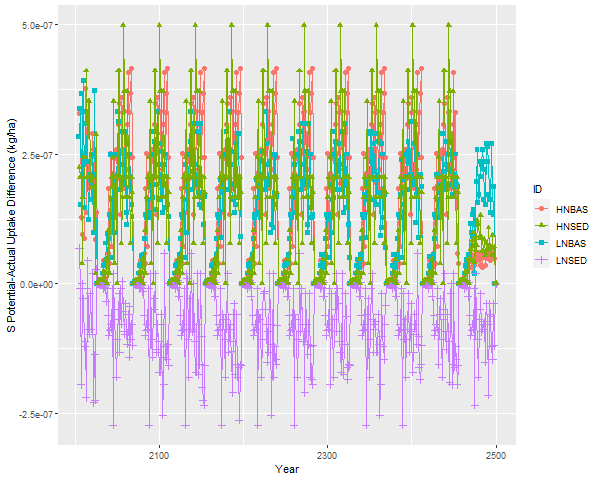 S Potential-Actual Uptake Difference (kg/ha)
5.0e-07
2.5e-07
0.0e+00
-2.5e-07
2100
2300
2500
Year
ID
HNBAS
HNSED
LNBAS
LNSED